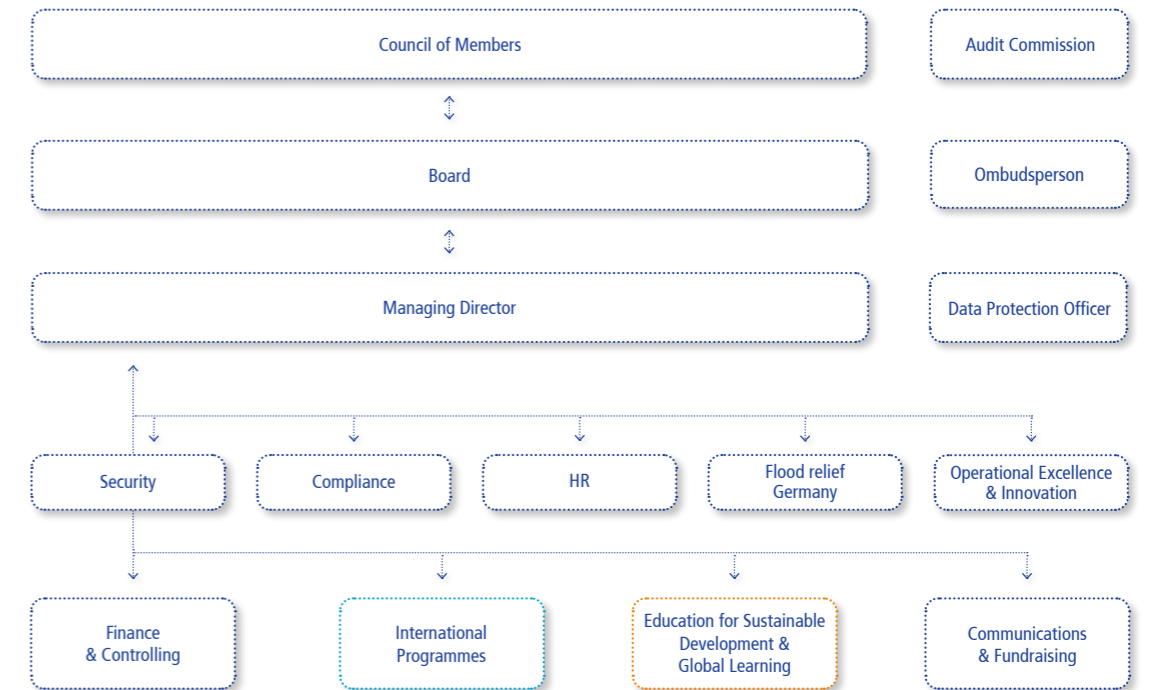 Council of Members
Audit Commission
Board
Ombudsperson
Managing Director
Data Protection Officer
Security
Compliance
HR
Flood relief
Germany
Operational Excellence
& Innovation
Finance
& Controlling
International
Programmes
Education for Sustainable
Development &
Global Learning
Communications
& Fundraising